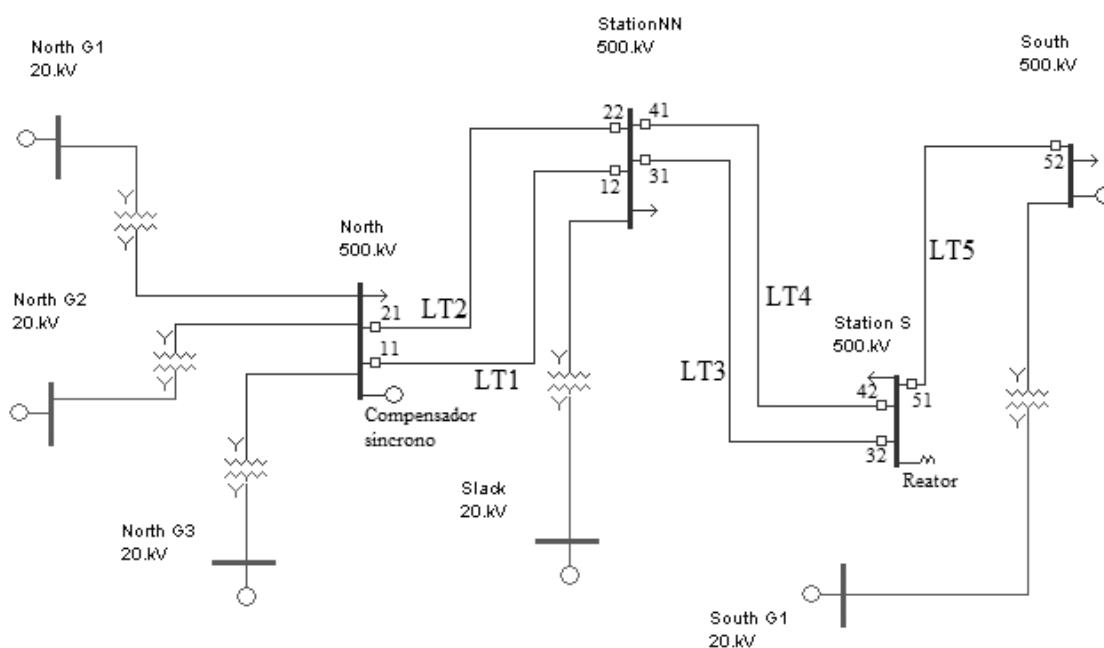 North G1
20.kV
StationNN
500.kV
South
500.kV
22
41
12
31
52
North
500.kV
LT5
North G2
20.kV
21
LT2
LT4
11
LT1
Station S
500.kV
LT3
42
51
32
Compensador
síncrono
Reator
Slack
20.kV
North G3
20.kV
South G1
20.kV
Y
Y
Y
Y
Y
Y
Y
Y
Y
Y